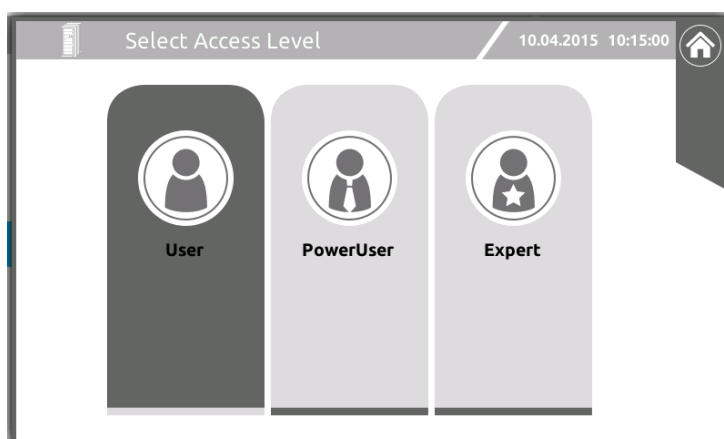 Select Access Level
10.04.2015 10:15:00
User
PowerUser
Expert